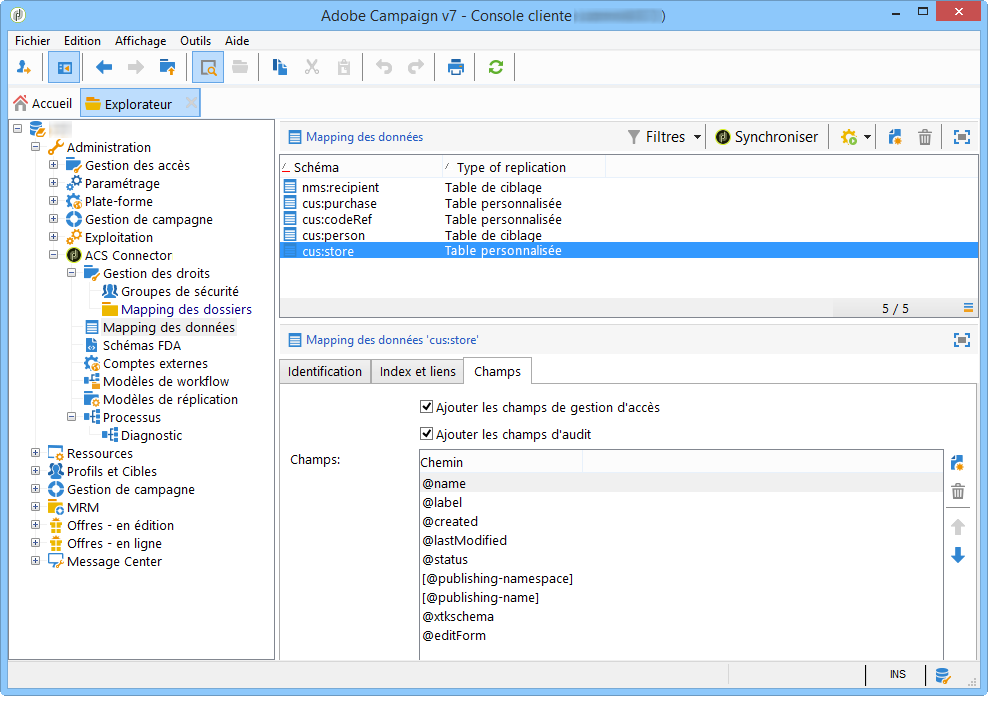 Adobe Campaign v7 - Console cliente )
Fichier Edition Affichage Outils Aide
Accueil Explorateur
Administration
Gestion des accès
Paramétrage
Plate-forme
Gestion de campagne
Exploitation
ACS Connector
Gestion des droits
Groupes de sécurité
Mapping des dossiers
Mapping des données
Schémas FDA
Comptes externes
Modèles de workflow
Modèles de réplication
Processus
Diagnostic
Ressources
Profils et Cibles
Gestion de campagne
MRM
Offres - en édition
Offres - en ligne
Message Center
Mapping des données Filtres Synchroniser
Schéma Type of replication
nms:recipient Table de ciblage
cus:purchase Table personnalisée
cus:codeRef Table personnalisée
cus:person Table de ciblage
cus:store Table personnalisée
5 / 5
Mapping des données 'cus:store'
Identification Index et liens Champs
Ajouter les champs de gestion d'accès
Ajouter les champs d'audit
Champs:
Chemin
@name
@label
@created
@lastModified
@status
[@publishing-namespace]
[@publishing-name]
@xtkschema
@editForm
INS